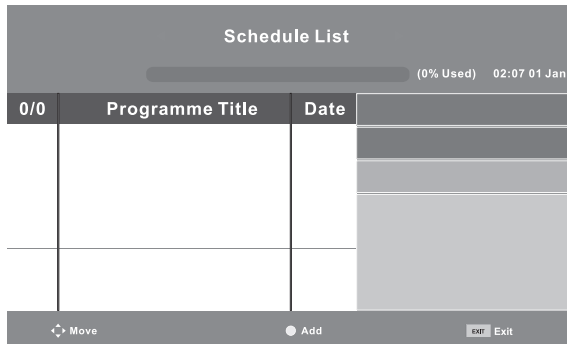 Schedule List
(0% Used) 02:07 01 Jan
0/0 Programme Title Date
Move Add EXIT Exit